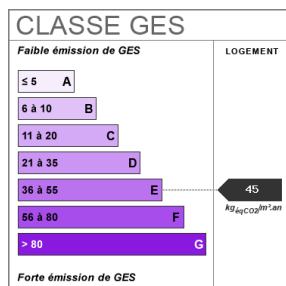 CLASSE GES
Faible émission de GES
LOGEMENT
≤ 5 A
6 à 10 B
11 à 20 C
21 à 35 D
36 à 55 E
45
kgéqCO2/m².an
56 à 80 F
> 80 G
Forte émission de GES